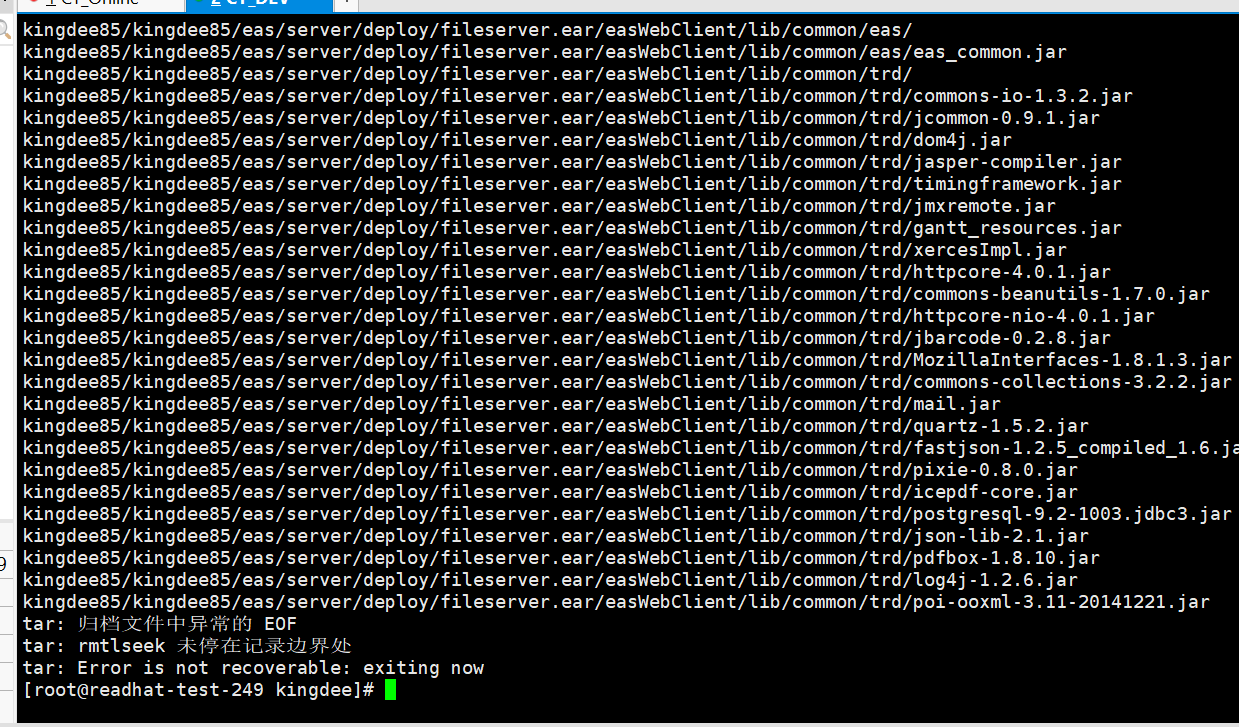 1 CT_Online
2 CT_DEV
+
kingdee85/kingdee85/eas/server/deploy/fileserver.ear/easWebClient/lib/common/eas/
kingdee85/kingdee85/eas/server/deploy/fileserver.ear/easWebClient/lib/common/eas/eas_common.jar
kingdee85/kingdee85/eas/server/deploy/fileserver.ear/easWebClient/lib/common/trd/
kingdee85/kingdee85/eas/server/deploy/fileserver.ear/easWebClient/lib/common/trd/commons-io-1.3.2.jar
kingdee85/kingdee85/eas/server/deploy/fileserver.ear/easWebClient/lib/common/trd/jcommon-0.9.1.jar
kingdee85/kingdee85/eas/server/deploy/fileserver.ear/easWebClient/lib/common/trd/dom4j.jar
kingdee85/kingdee85/eas/server/deploy/fileserver.ear/easWebClient/lib/common/trd/jasper-compiler.jar
kingdee85/kingdee85/eas/server/deploy/fileserver.ear/easWebClient/lib/common/trd/timingframework.jar
kingdee85/kingdee85/eas/server/deploy/fileserver.ear/easWebClient/lib/common/trd/jmxremote.jar
kingdee85/kingdee85/eas/server/deploy/fileserver.ear/easWebClient/lib/common/trd/gantt_resources.jar
kingdee85/kingdee85/eas/server/deploy/fileserver.ear/easWebClient/lib/common/trd/xercesImpl.jar
kingdee85/kingdee85/eas/server/deploy/fileserver.ear/easWebClient/lib/common/trd/httpcore-4.0.1.jar
kingdee85/kingdee85/eas/server/deploy/fileserver.ear/easWebClient/lib/common/trd/commons-beanutils-1.7.0.jar
kingdee85/kingdee85/eas/server/deploy/fileserver.ear/easWebClient/lib/common/trd/httpcore-nio-4.0.1.jar
kingdee85/kingdee85/eas/server/deploy/fileserver.ear/easWebClient/lib/common/trd/jbarcode-0.2.8.jar
kingdee85/kingdee85/eas/server/deploy/fileserver.ear/easWebClient/lib/common/trd/MozillaInterfaces-1.8.1.3.jar
kingdee85/kingdee85/eas/server/deploy/fileserver.ear/easWebClient/lib/common/trd/commons-collections-3.2.2.jar
kingdee85/kingdee85/eas/server/deploy/fileserver.ear/easWebClient/lib/common/trd/mail.jar
kingdee85/kingdee85/eas/server/deploy/fileserver.ear/easWebClient/lib/common/trd/quartz-1.5.2.jar
kingdee85/kingdee85/eas/server/deploy/fileserver.ear/easWebClient/lib/common/trd/fastjson-1.2.5_compiled_1.6.ja
kingdee85/kingdee85/eas/server/deploy/fileserver.ear/easWebClient/lib/common/trd/pixie-0.8.0.jar
kingdee85/kingdee85/eas/server/deploy/fileserver.ear/easWebClient/lib/common/trd/icepdf-core.jar
kingdee85/kingdee85/eas/server/deploy/fileserver.ear/easWebClient/lib/common/trd/postgresql-9.2-1003.jdbc3.jar
kingdee85/kingdee85/eas/server/deploy/fileserver.ear/easWebClient/lib/common/trd/json-lib-2.1.jar
kingdee85/kingdee85/eas/server/deploy/fileserver.ear/easWebClient/lib/common/trd/pdfbox-1.8.10.jar
kingdee85/kingdee85/eas/server/deploy/fileserver.ear/easWebClient/lib/common/trd/log4j-1.2.6.jar
kingdee85/kingdee85/eas/server/deploy/fileserver.ear/easWebClient/lib/common/trd/poi-ooxml-3.11-20141221.jar
tar: 归档文件中异常的 EOF
tar: rmtlseek 未停在记录边界处
tar: Error is not recoverable: exiting now
[root@readhat-test-249 kingdee]#
9